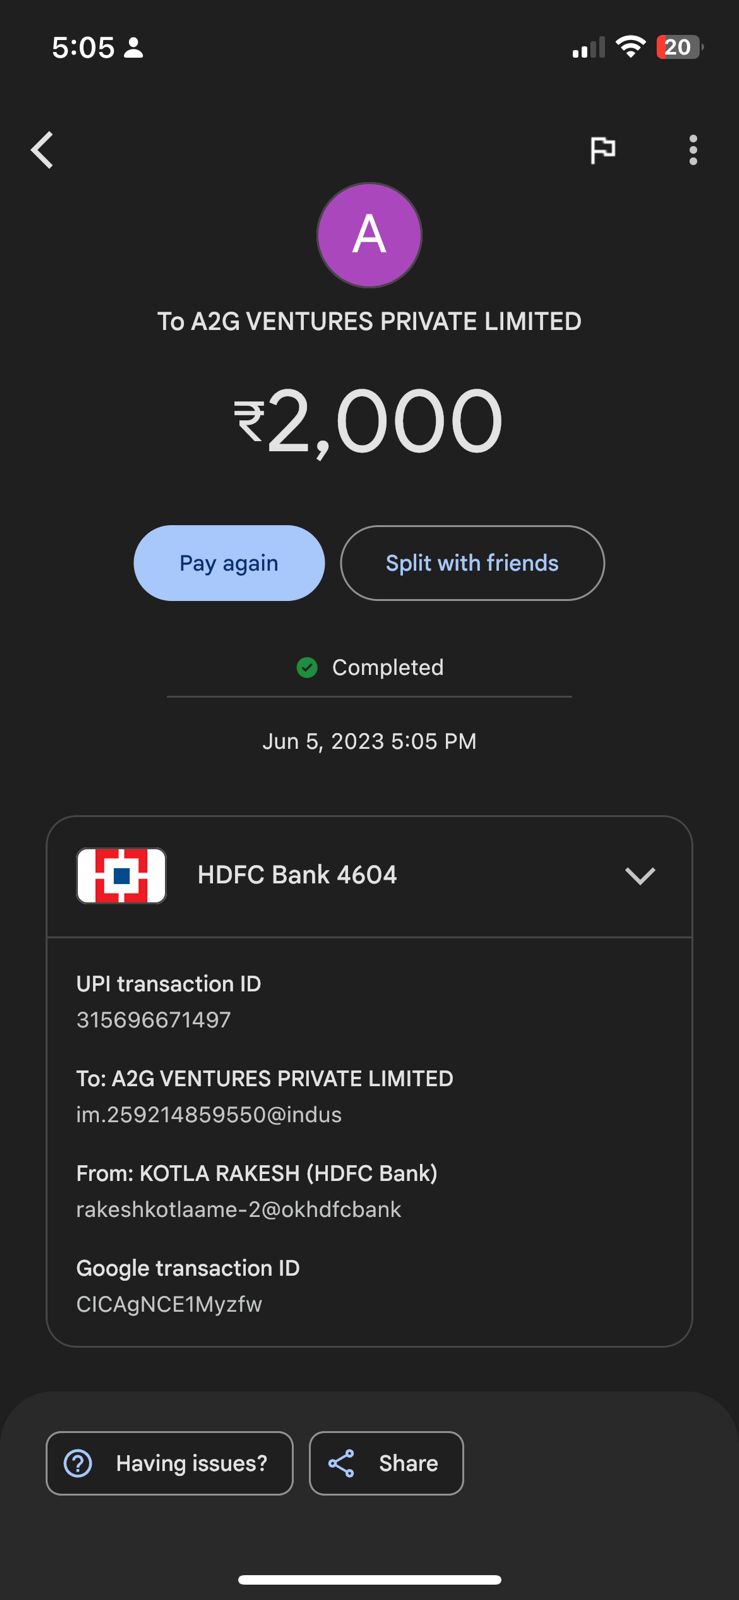 5:05
20
A
To A2G VENTURES PRIVATE LIMITED
₹2,000
Pay again
Split with friends
Completed
Jun 5, 2023 5:05 PM
HDFC Bank 4604
UPI transaction ID
315696671497
To: A2G VENTURES PRIVATE LIMITED
im.259214859550@indus
From: KOTLA RAKESH (HDFC Bank)
rakeshkotlaame-2@okhdfcbank
Google transaction ID
CICAgNCE1Myzfw
Having issues?
Share